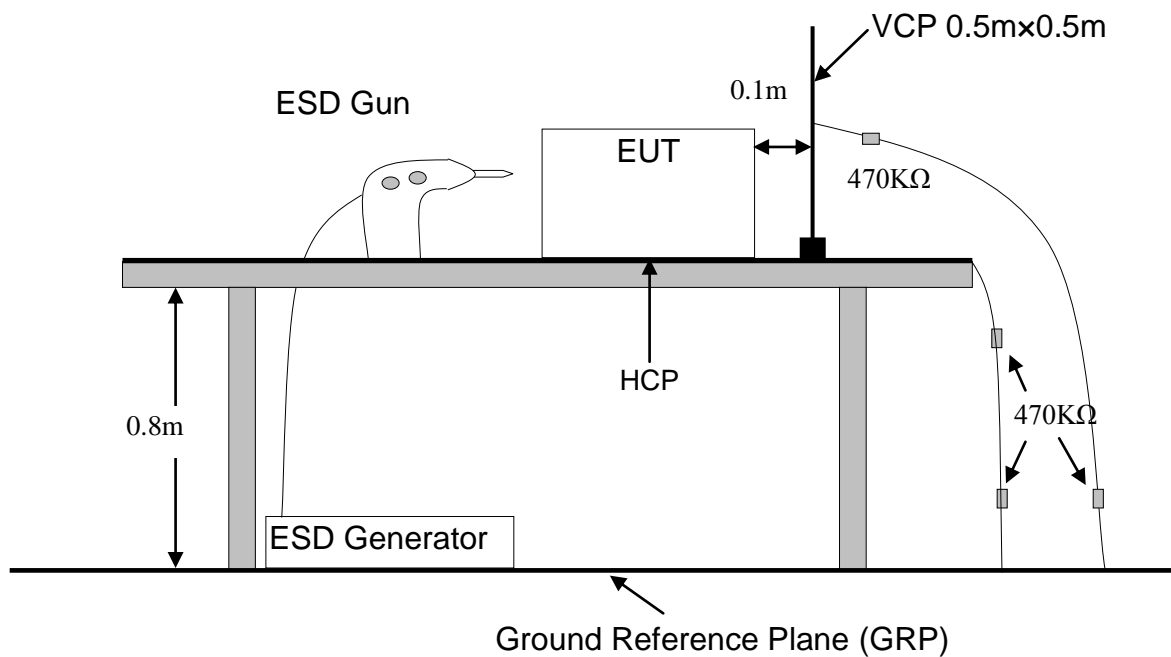 VCP 0.5m×0.5m
0.1m
ESD Gun
EUT
470KΩ
HCP
0.8m
470KΩ
ESD Generator
Ground Reference Plane (GRP)